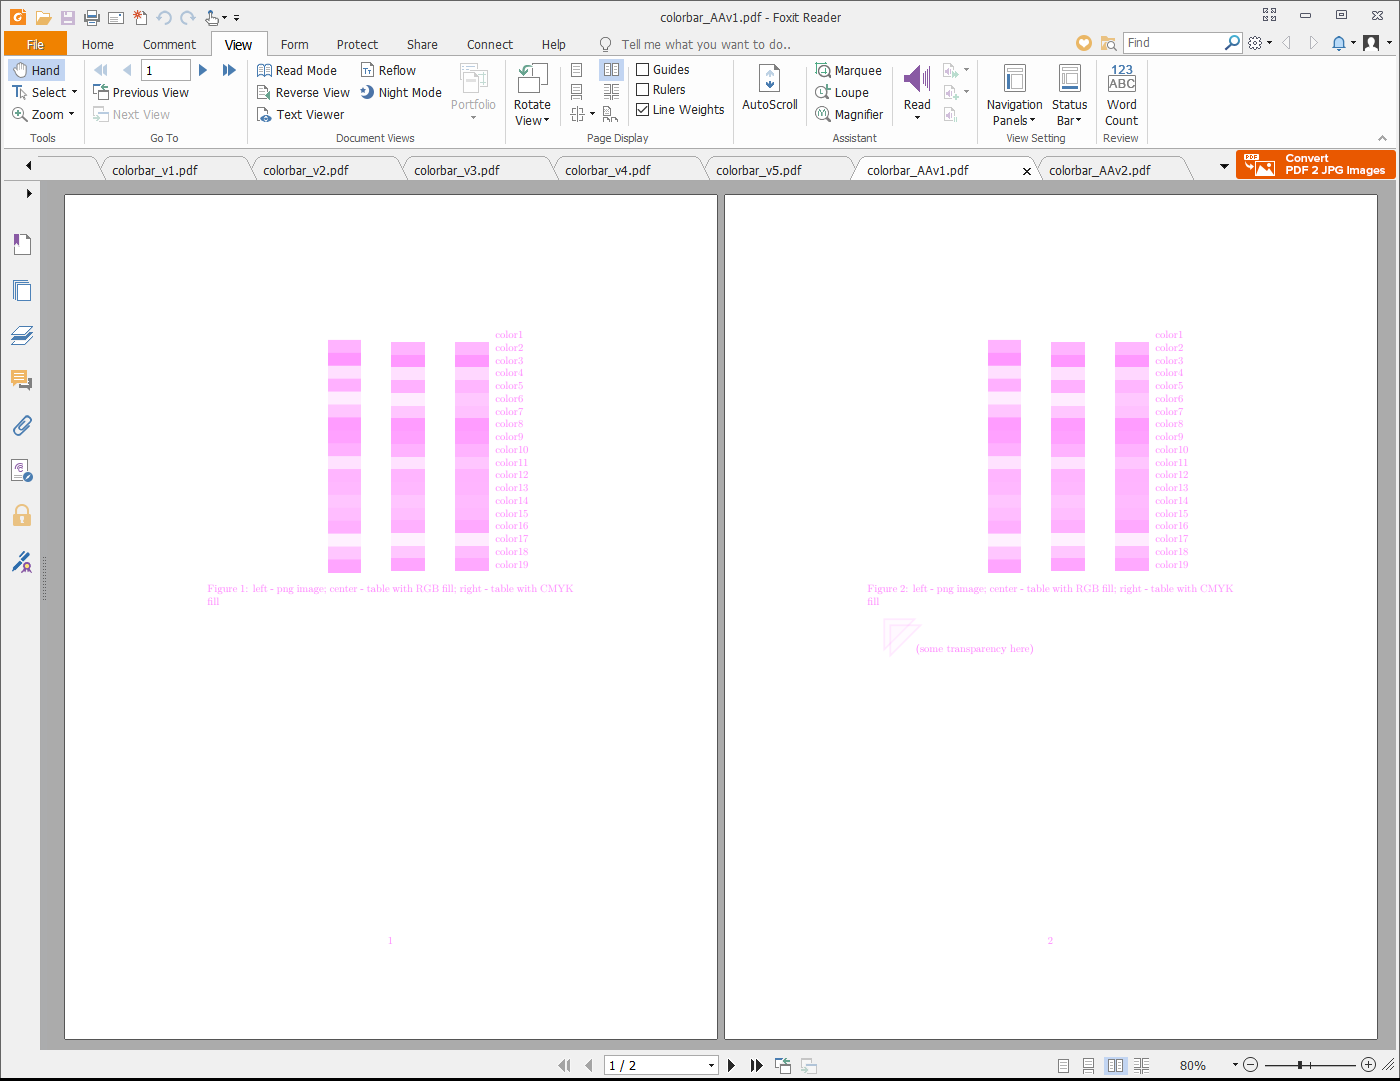 colorbar_AAv1.pdf - Foxit Reader
File Home Comment View Form Protect Share Connect Help Tell me what you want to do.. Find
Hand 1 Read Mode Reflow Guides Marquee
Select Previous View Reverse View Night Mode Rulers Loupe
Zoom Next View Text Viewer Line Weights Magnifier
Portfolio
Rotate View
AutoScroll
Read
Navigation Panels
Status Bar
123 ABC
Word Count
Tools Go To Document Views Page Display Assistant View Setting Review
colorbar_v1.pdf colorbar_v2.pdf colorbar_v3.pdf colorbar_v4.pdf colorbar_v5.pdf colorbar_AAv1.pdf colorbar_AAv2.pdf
PDF Convert
PDF 2 JPG Images
color1
color2
color3
color4
color5
color6
color7
color8
color9
color10
color11
color12
color13
color14
color15
color16
color17
color18
color19
Figure 1: left - png image; center - table with RGB fill; right - table with CMYK
fill
1
color1
color2
color3
color4
color5
color6
color7
color8
color9
color10
color11
color12
color13
color14
color15
color16
color17
color18
color19
Figure 2: left - png image; center - table with RGB fill; right - table with CMYK
fill
(some transparency here)
2
1 / 2 80%